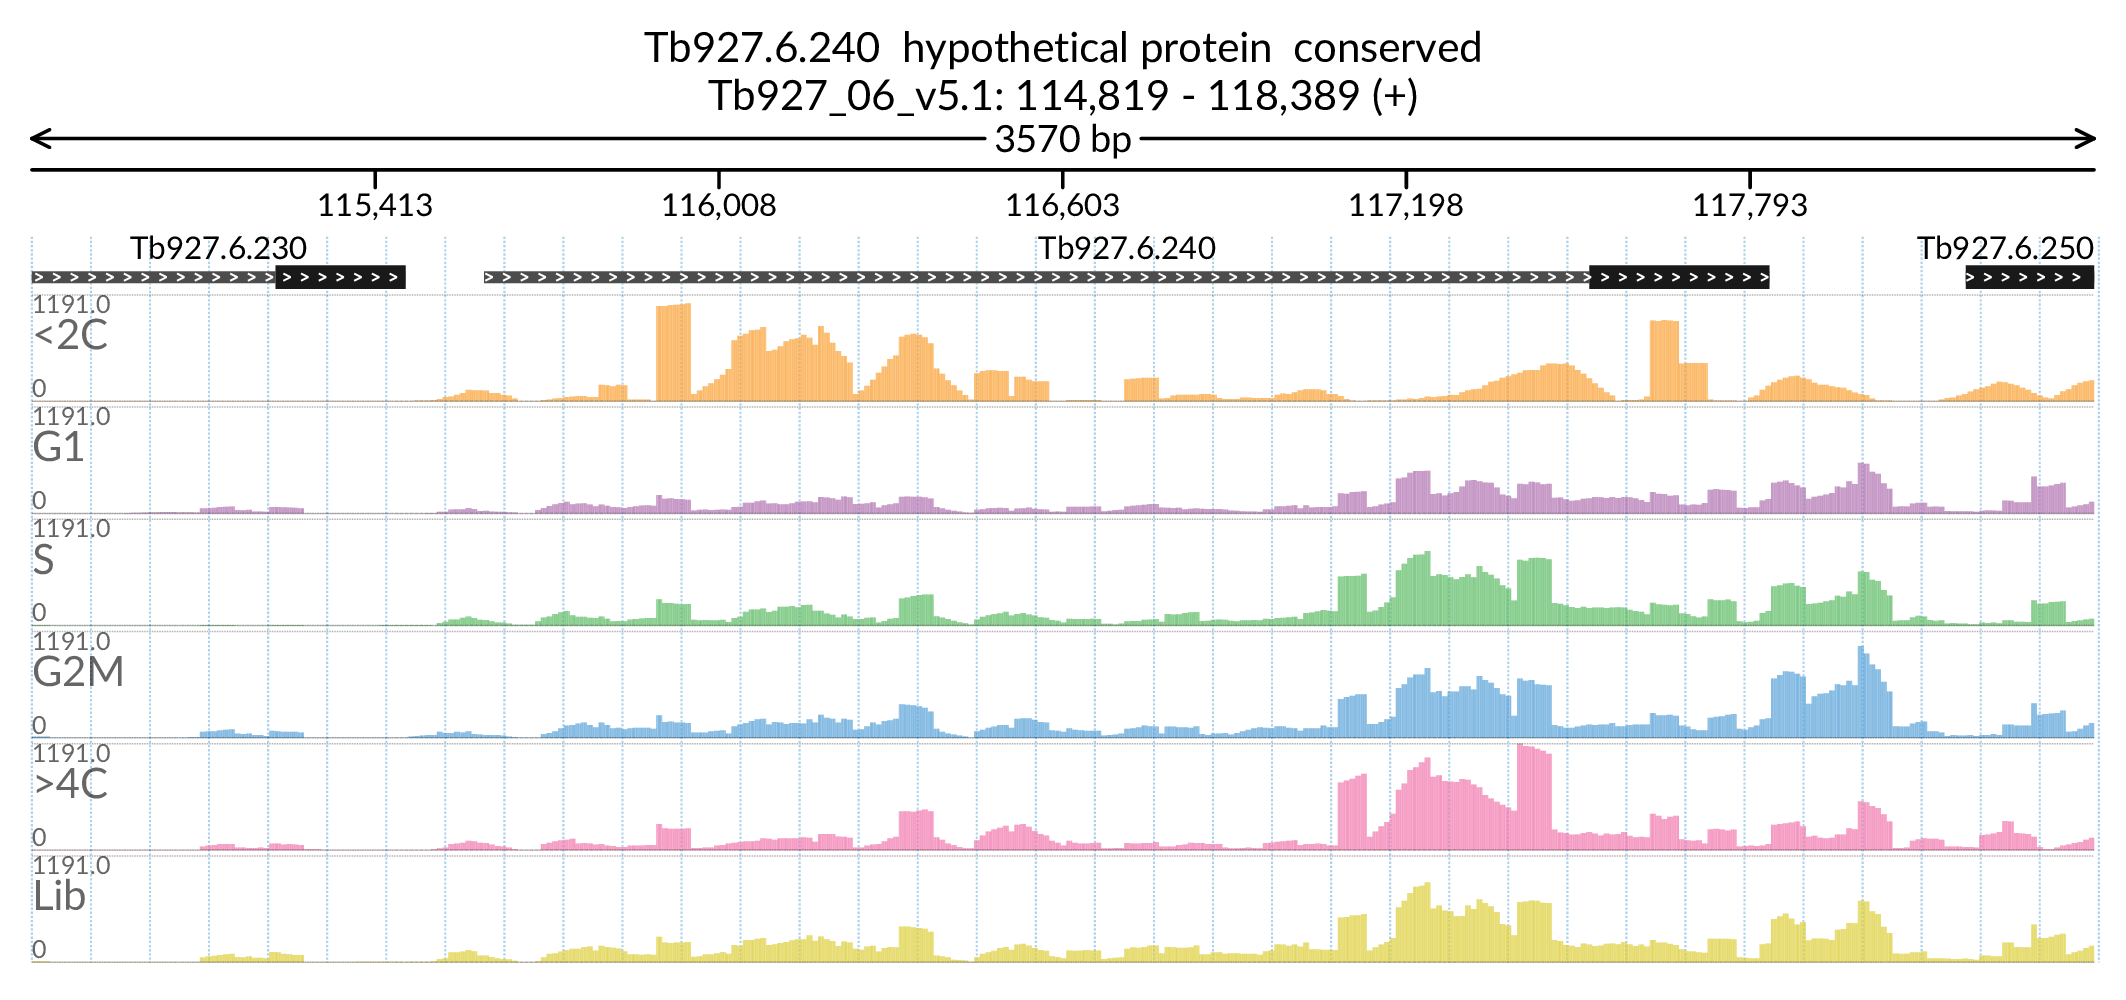 Tb927.6.240 hypothetical protein conserved
Tb927_06_v5.1: 114,819 - 118,389 (+)
3570 bp
115,413 116,008 116,603 117,198 117,793
Tb927.6.230 Tb927.6.240 Tb927.6.250
1191.0
<2C
0
1191.0
G1
0
1191.0
S
0
1191.0
G2M
0
1191.0
>4C
0
1191.0
Lib
0